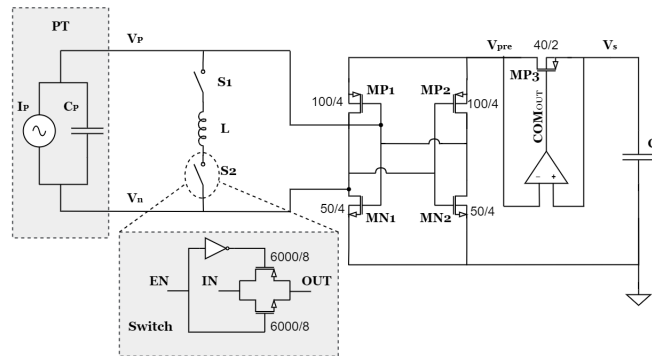 PT
VP
IP
CP
Vn
S1
L
S2
MP1
MP2
100/4
100/4
MN1
MN2
50/4
50/4
Vpre
40/2
Vs
MP3
COMOUT
- +
C
EN
IN
OUT
6000/8
6000/8
Switch